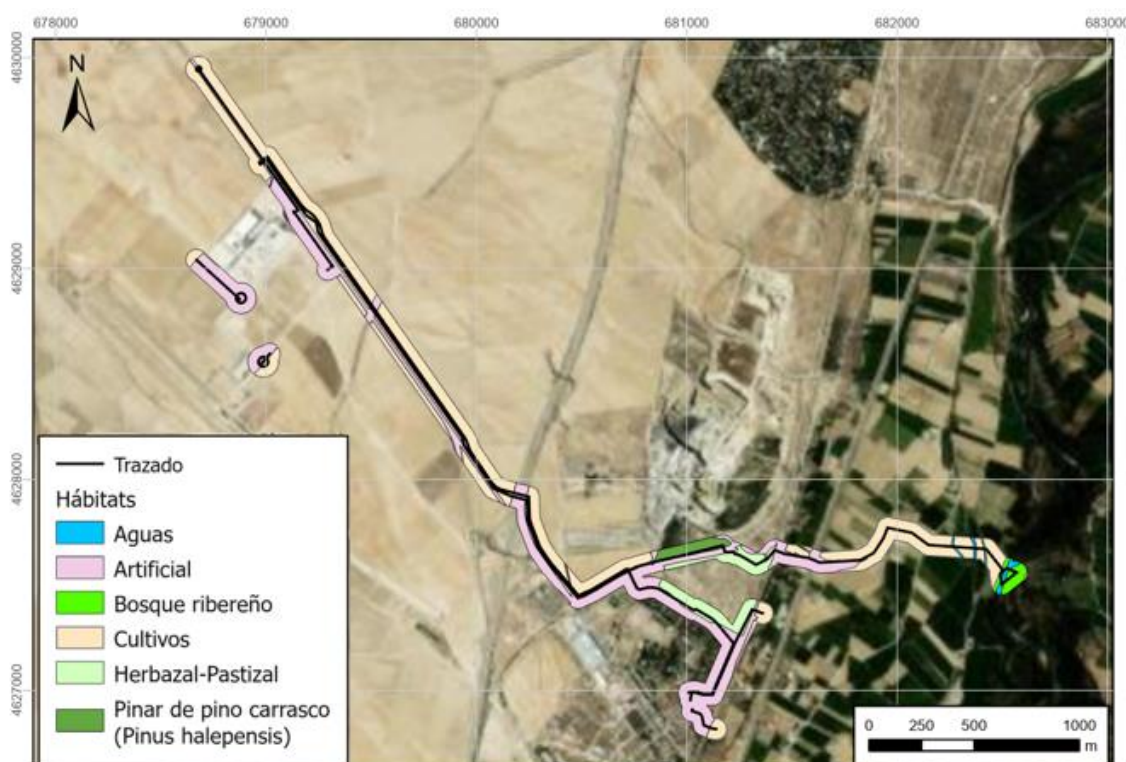 678000 679000 680000 681000 682000 683000
4630000
N
4629000
4628000
4627000
Trazado
Hábitats
Aguas
Artificial
Bosque ribereño
Cultivos
Herbazal-Pastizal
Pinar de pino carrasco
(Pinus halepensis)
0 250 500 1000
m